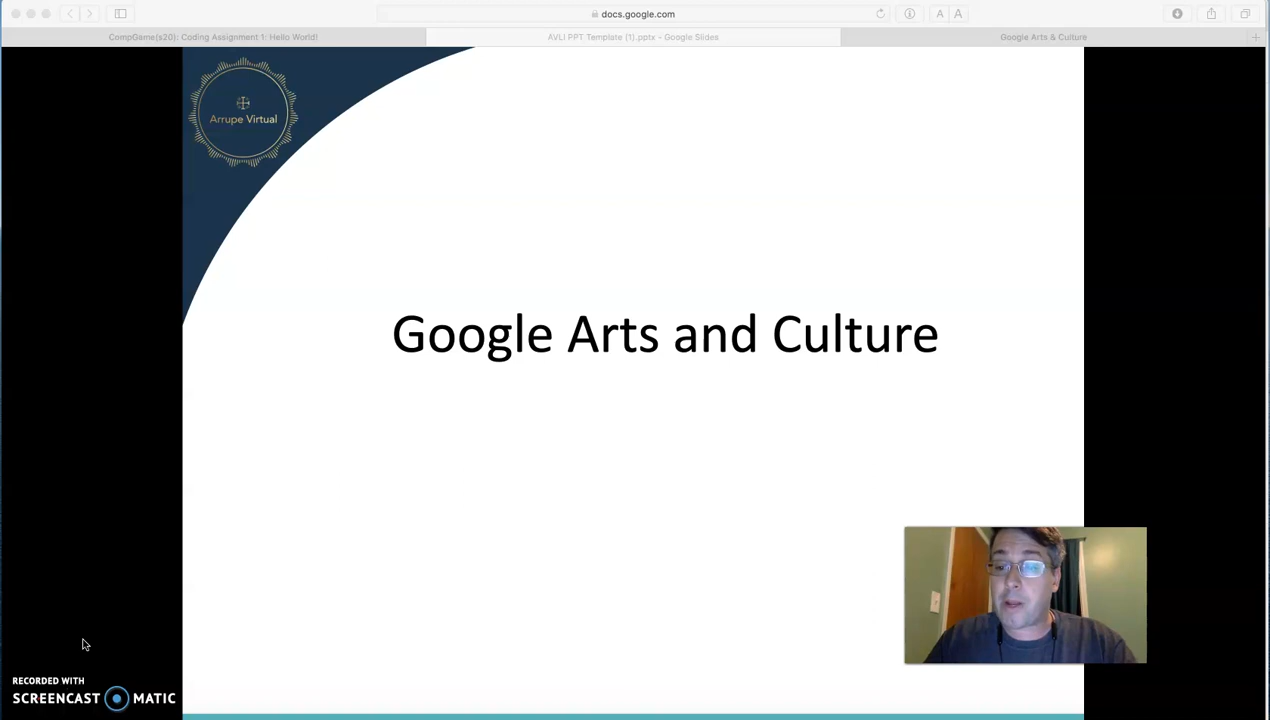 docs.google.com
A A
CompGame(s20): Coding Assignment 1: Hello World!
AVLI PPT Template (1).pptx - Google Slides
Google Arts & Culture
Arrupe Virtual
Google Arts and Culture
RECORDED WITH
SCREENCAST MATIC